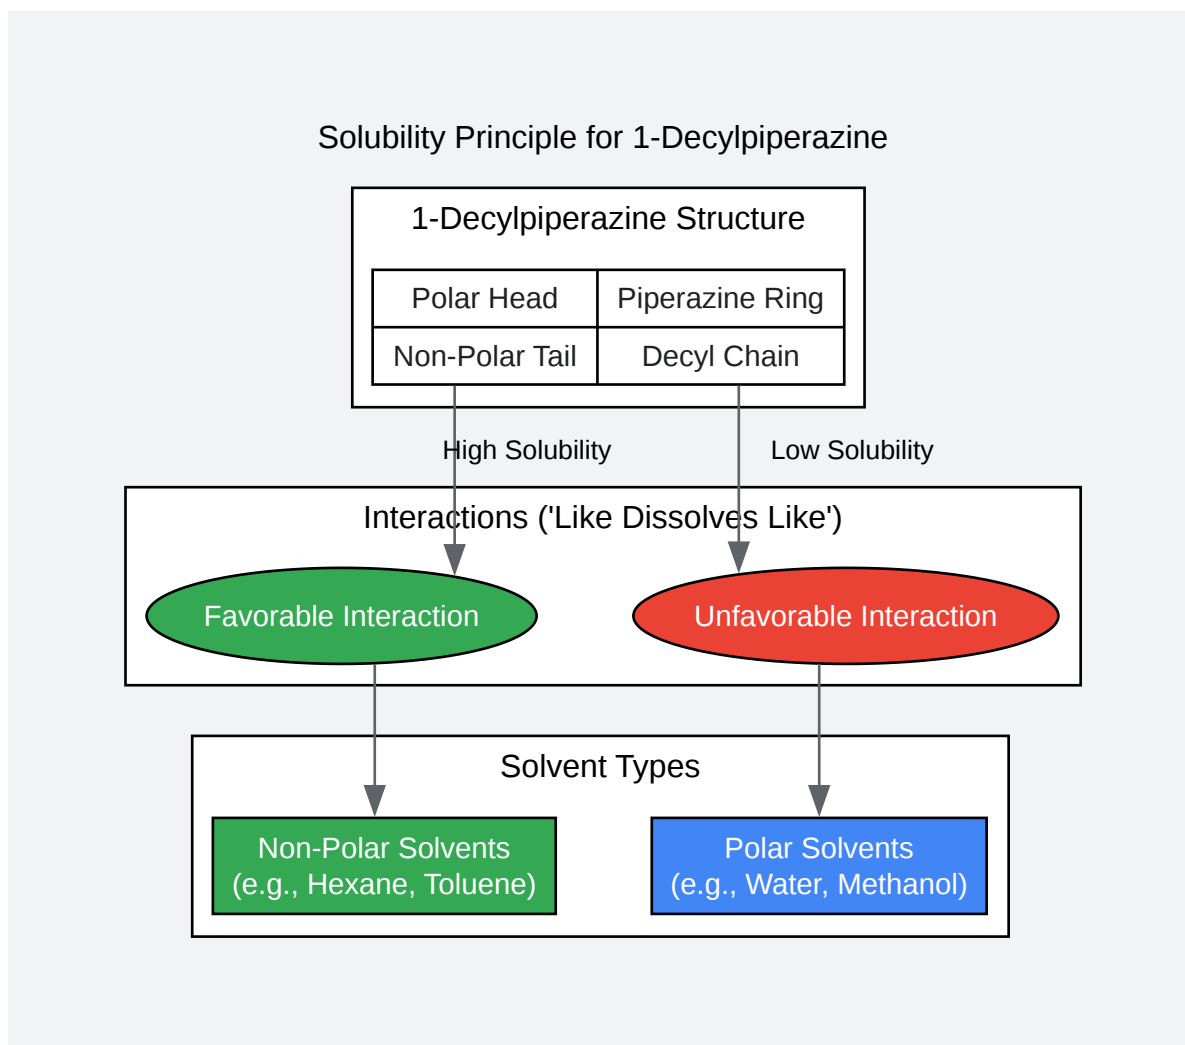 Solubility Principle for 1-Decylpiperazine
1-Decylpiperazine Structure
Polar Head
Piperazine Ring
Non-Polar Tail
Decyl Chain
High Solubility
Low Solubility
Interactions ('Like Dissolves Like')
Favorable Interaction
Unfavorable Interaction
Solvent Types
Non-Polar Solvents
(e.g., Hexane, Toluene)
Polar Solvents
(e.g., Water, Methanol)